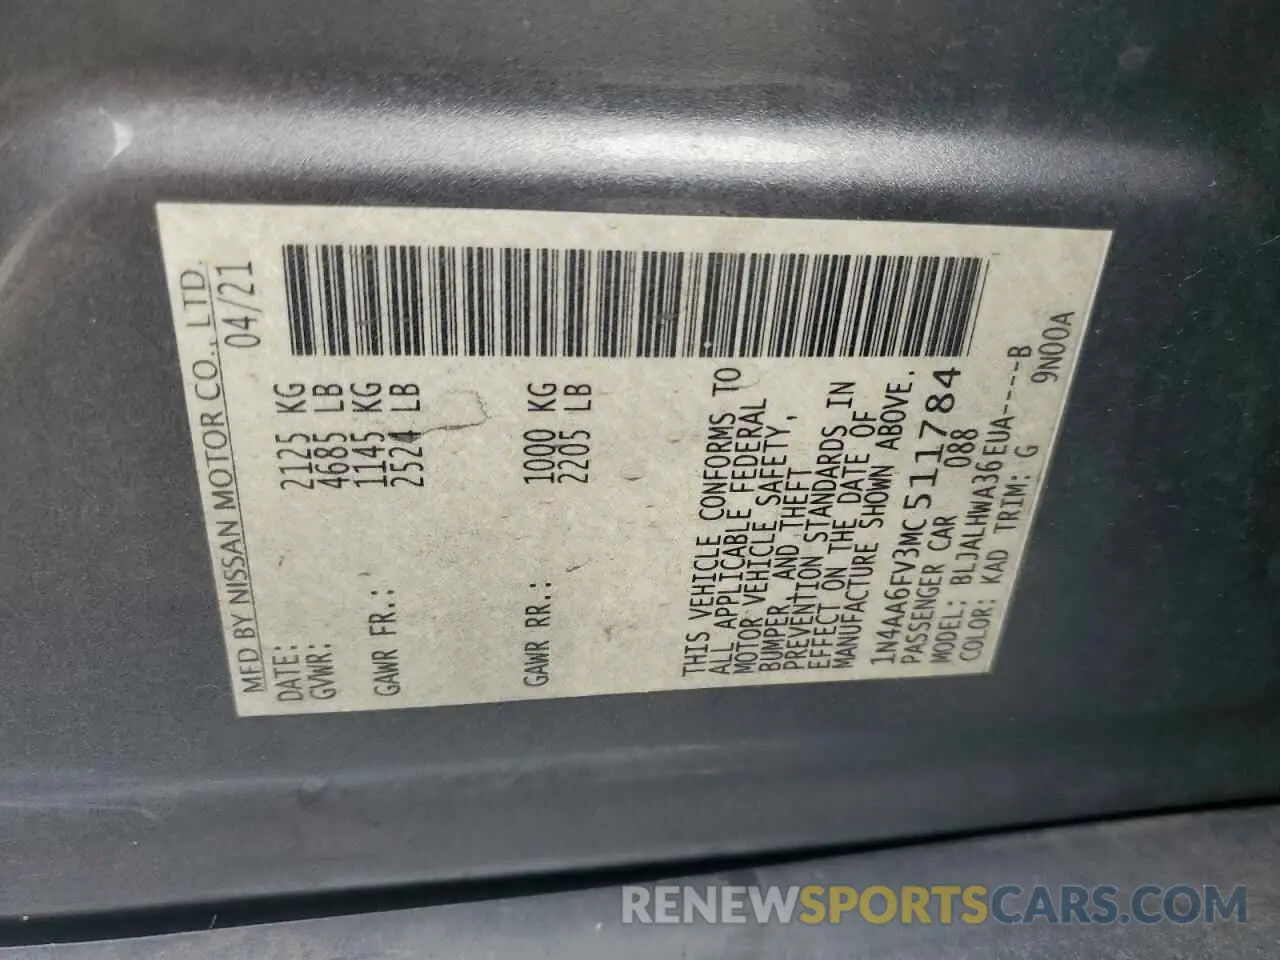 MFD BY NISSAN MOTOR CO., LTD.
DATE: 04/21
GVWR: 2125 KG
4685 LB
GAWR FR.: 1145 KG
2524 LB
GAWR RR.: 1000 KG
2205 LB
THIS VEHICLE CONFORMS TO
ALL APPLICABLE FEDERAL
MOTOR VEHICLE SAFETY,
BUMPER, AND THEFT
PREVENTION STANDARDS IN
EFFECT ON THE DATE OF
MANUFACTURE SHOWN ABOVE.
1N4AA6FV3MC511784
PASSENGER CAR 088
MODEL: BLJALHWA36EUA----B
COLOR: KAD TRIM: G 9N00A
RENEWSPORTSCARS.COM